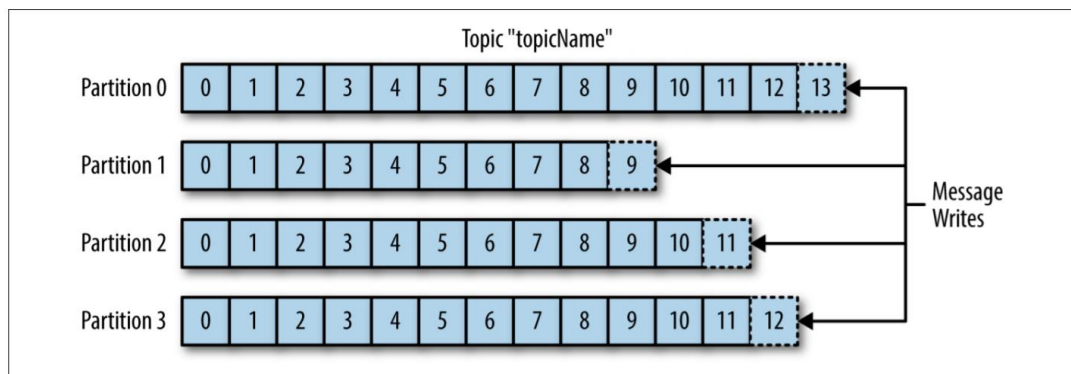 Topic "topicName"
Partition 0 0 1 2 3 4 5 6 7 8 9 10 11 12 13
Partition 1 0 1 2 3 4 5 6 7 8 9
Partition 2 0 1 2 3 4 5 6 7 8 9 10 11
Partition 3 0 1 2 3 4 5 6 7 8 9 10 11 12
Message
Writes